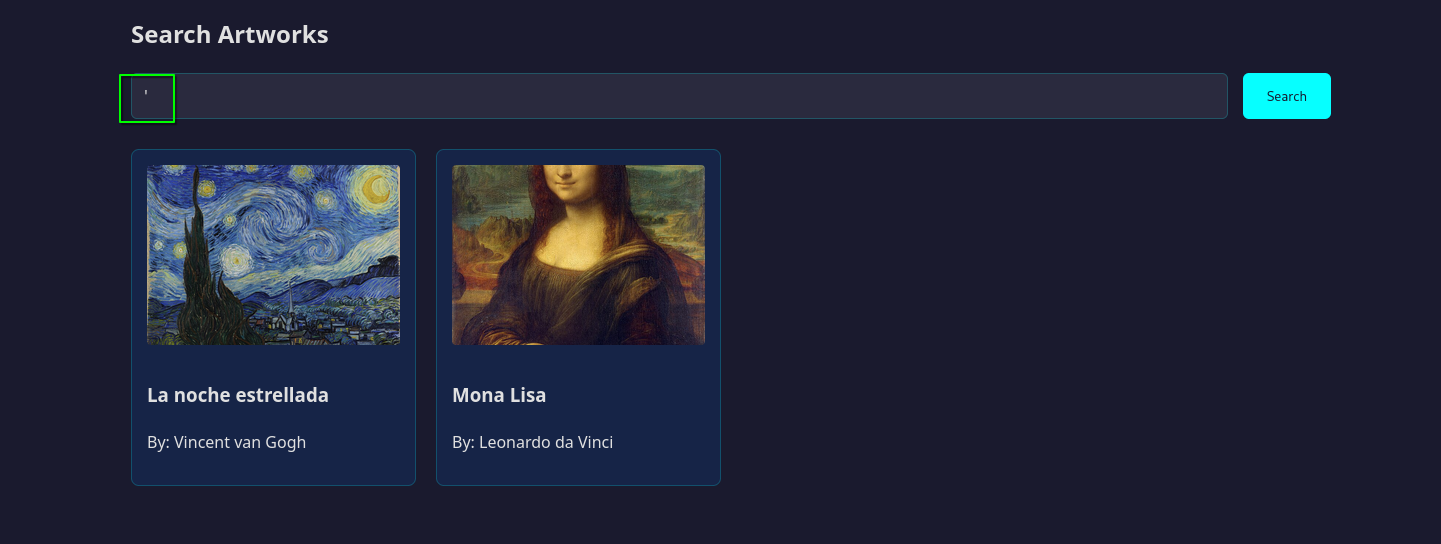 Search Artworks
'
Search
La noche estrellada
By: Vincent van Gogh
Mona Lisa
By: Leonardo da Vinci